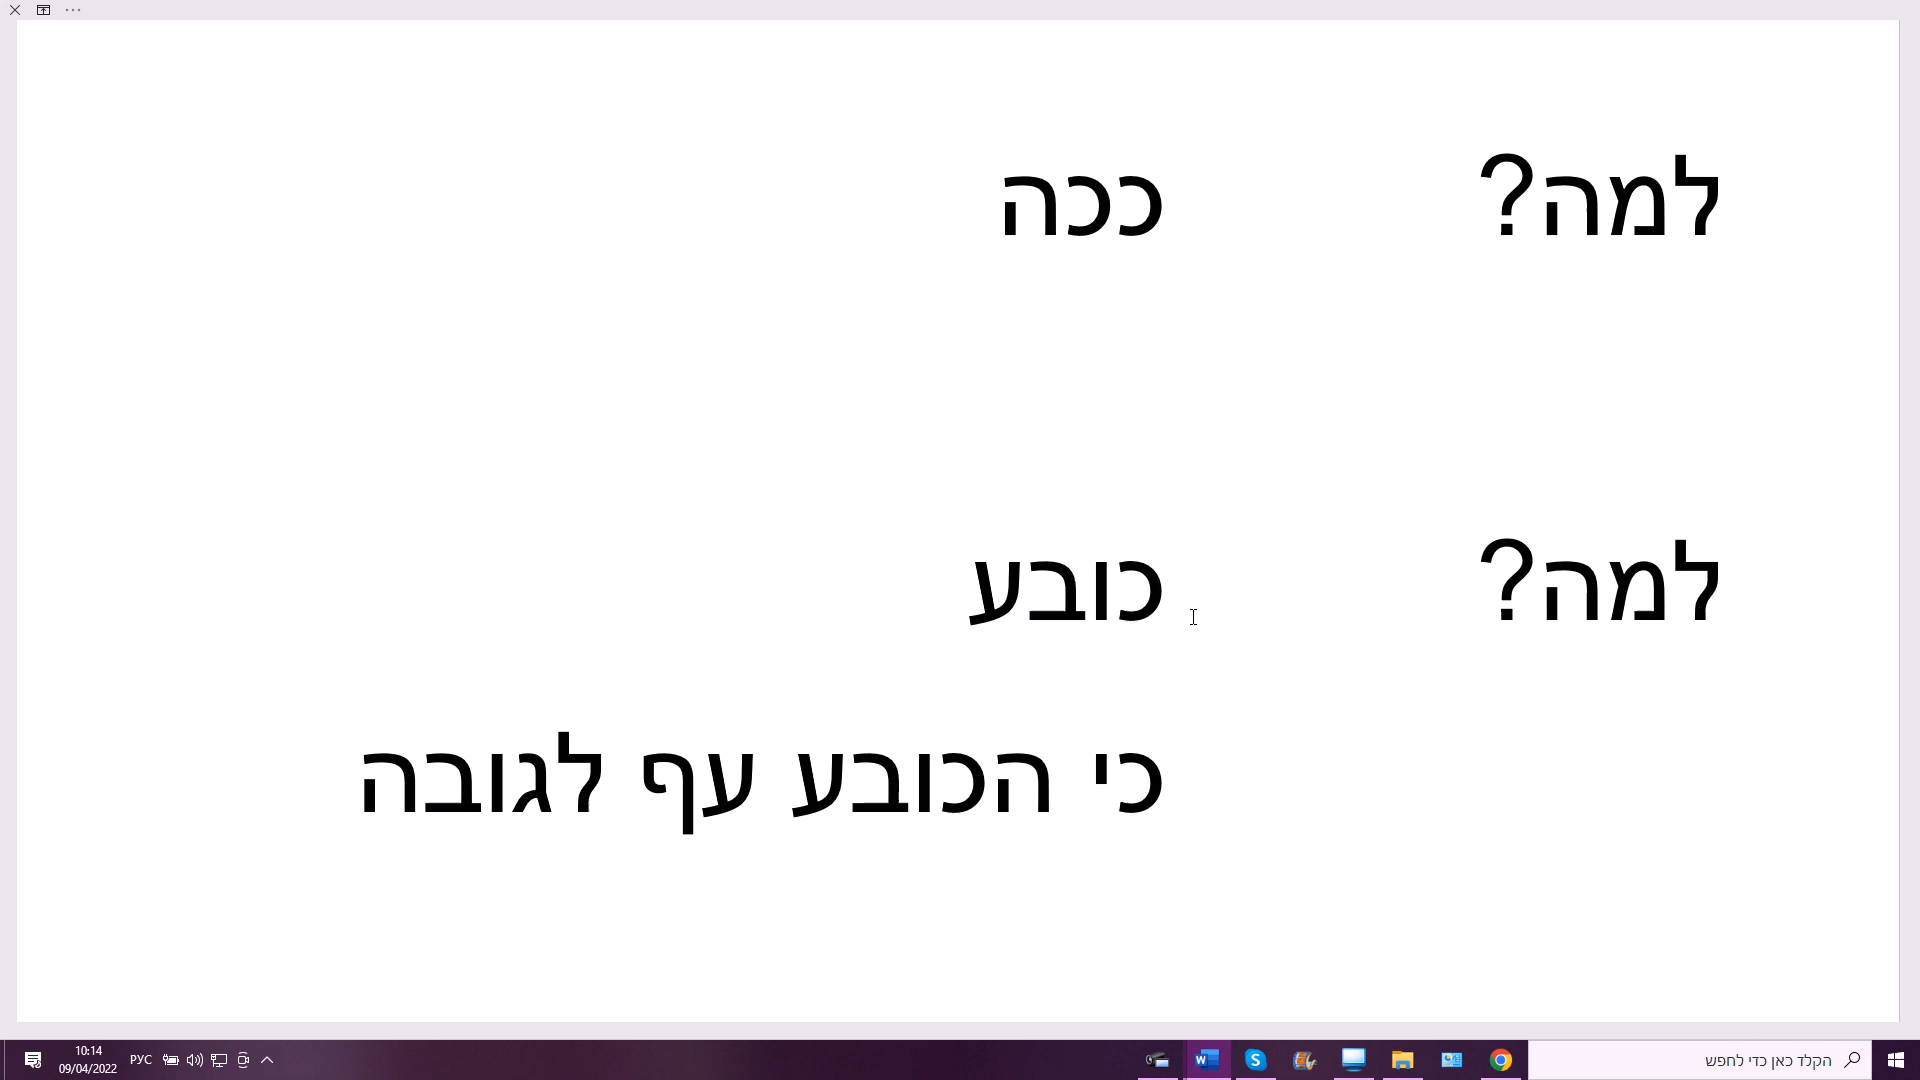 למה? ככה
למה? כובע
כי הכובע עף לגובה
10:14
09/04/2022
РУС
הקלד כאן כדי לחפש